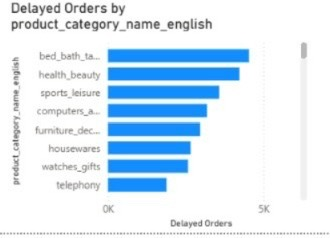 Delayed Orders by
product_category_name_english
product_category_name_english
bed_bath_ta...
health_beauty
sports_leisure
computers_a...
furniture_dec...
housewares
watches_gifts
telephony
0K
5K
Delayed Orders